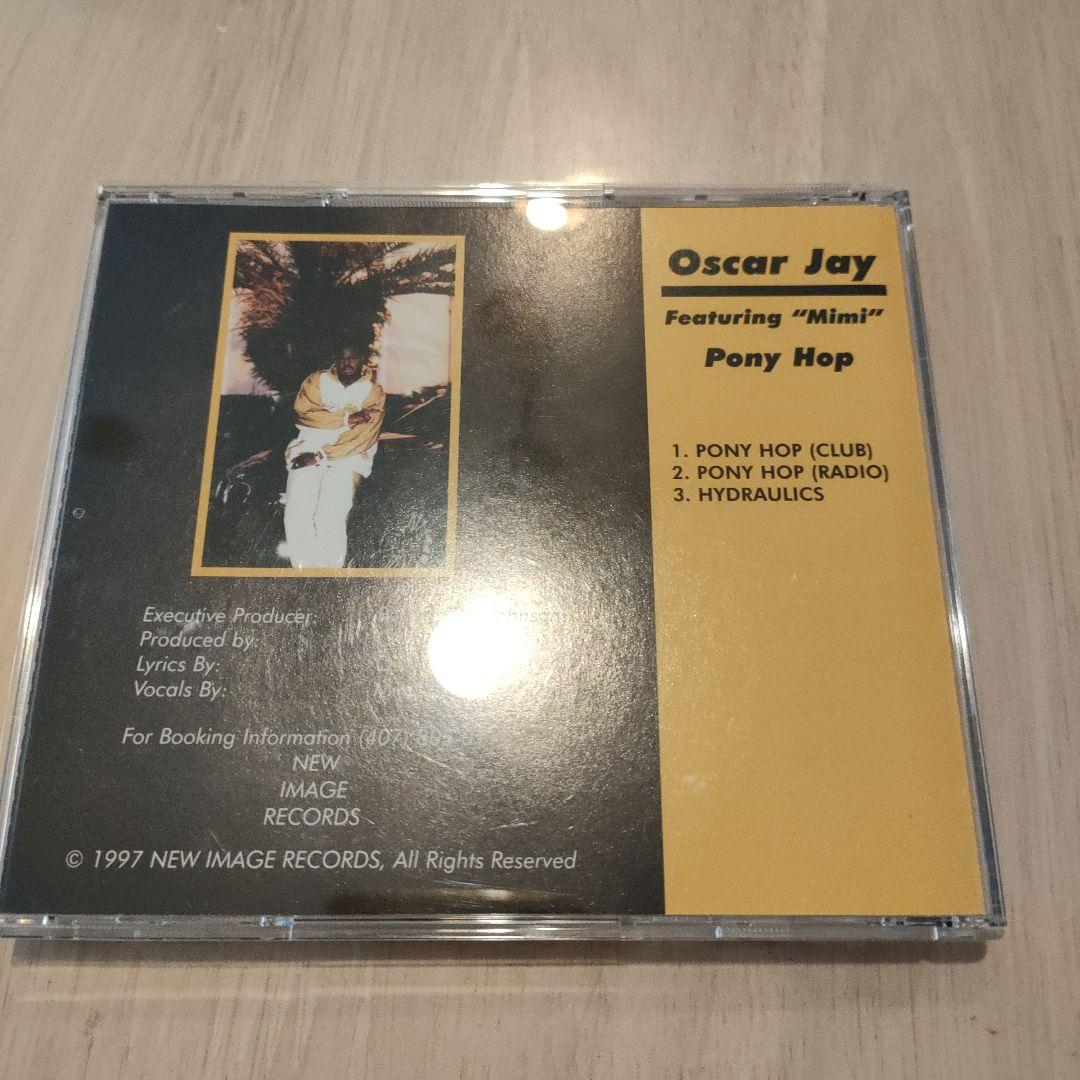 Oscar Jay
Featuring "Mimi"
Pony Hop
1. PONY HOP (CLUB)
2. PONY HOP (RADIO)
3. HYDRAULICS
Executive Producer:
Produced by:
Lyrics By:
Vocals By:
For Booking Information (407)
NEW
IMAGE
RECORDS
© 1997 NEW IMAGE RECORDS, All Rights Reserved